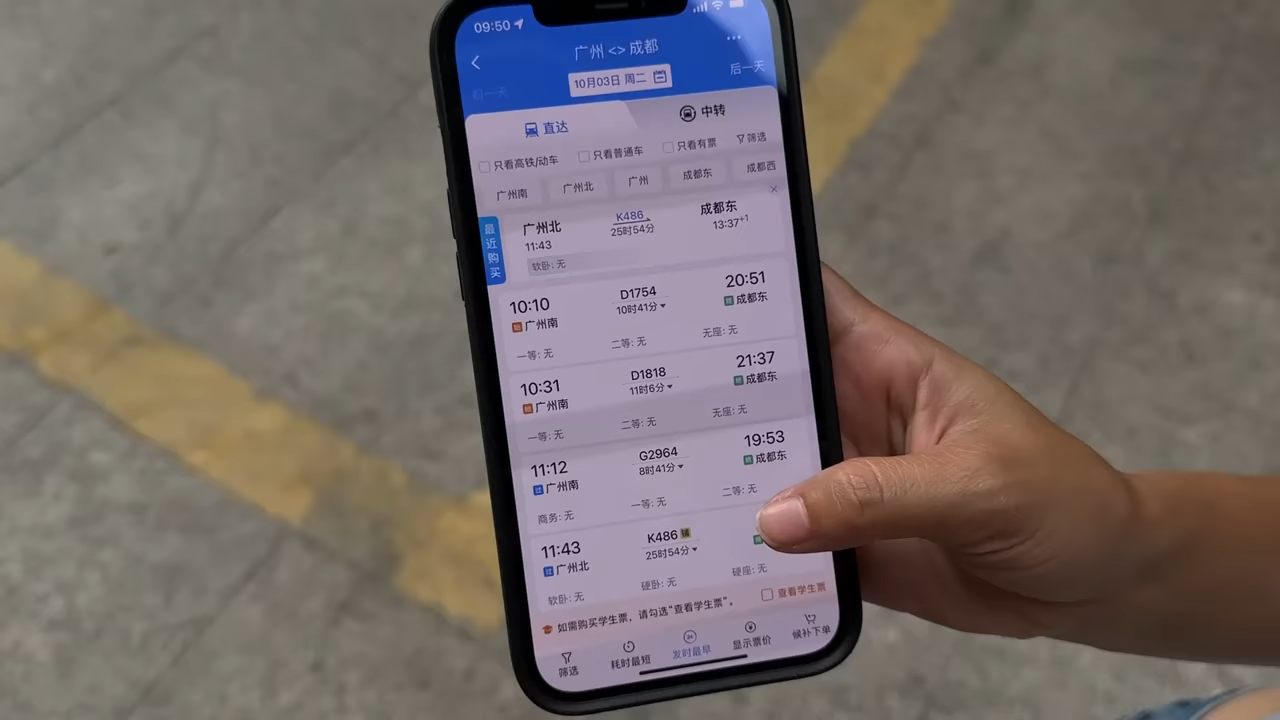 09:50
广州 <> 成都
前一天
10月03日 周二
后一天
直达
中转
只看高铁/动车
只看普通车
只看有票
筛选
广州南
广州北
广州
成都东
成都西
最近购买
广州北
K486
成都东
11:43
25时54分
13:37+1
软卧: 无
10:10
D1754
20:51
始 广州南
10时41分
终 成都东
一等: 无
二等: 无
无座: 无
10:31
D1818
21:37
始 广州南
11时6分
终 成都东
一等: 无
二等: 无
无座: 无
11:12
G2964
19:53
过 广州南
8时41分
终 成都东
商务: 无
一等: 无
二等: 无
11:43
K486 铺
过 广州北
25时54分
软卧: 无
硬卧: 无
硬座: 无
如需购买学生票，请勾选“查看学生票”。
查看学生票
筛选
耗时最短
发时最早
显示票价
候补下单